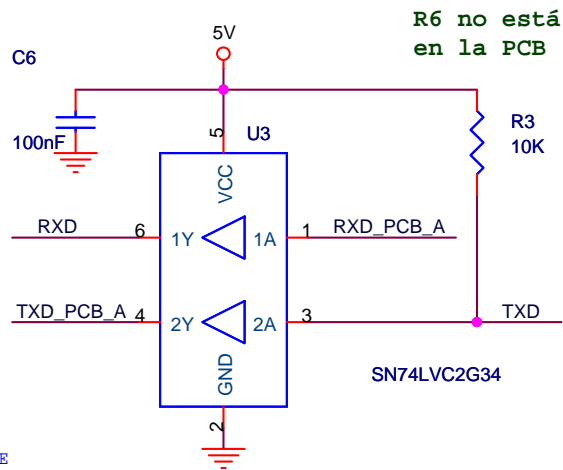 R6 no está
en la PCB
5V
C6
100nF
U3
R3
10K
5
VCC
RXD
6
1Y
1A
1
RXD_PCB_A
TXD_PCB_A
4
2Y
2A
3
TXD
GND
2
SN74LVC2G34
E